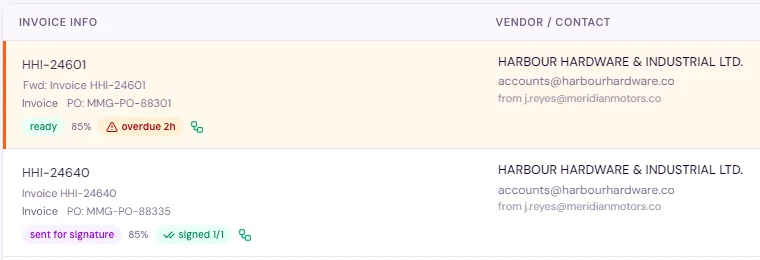 INVOICE INFO VENDOR / CONTACT
HHI-24601 HARBOUR HARDWARE & INDUSTRIAL LTD.
Fwd: Invoice HHI-24601 accounts@harbourhardware.co
Invoice PO: MMG-PO-88301 from j.reyes@meridianmotors.co
ready 85% overdue 2h
HHI-24640 HARBOUR HARDWARE & INDUSTRIAL LTD.
Invoice HHI-24640 accounts@harbourhardware.co
Invoice PO: MMG-PO-88335 from j.reyes@meridianmotors.co
sent for signature 85% signed 1/1